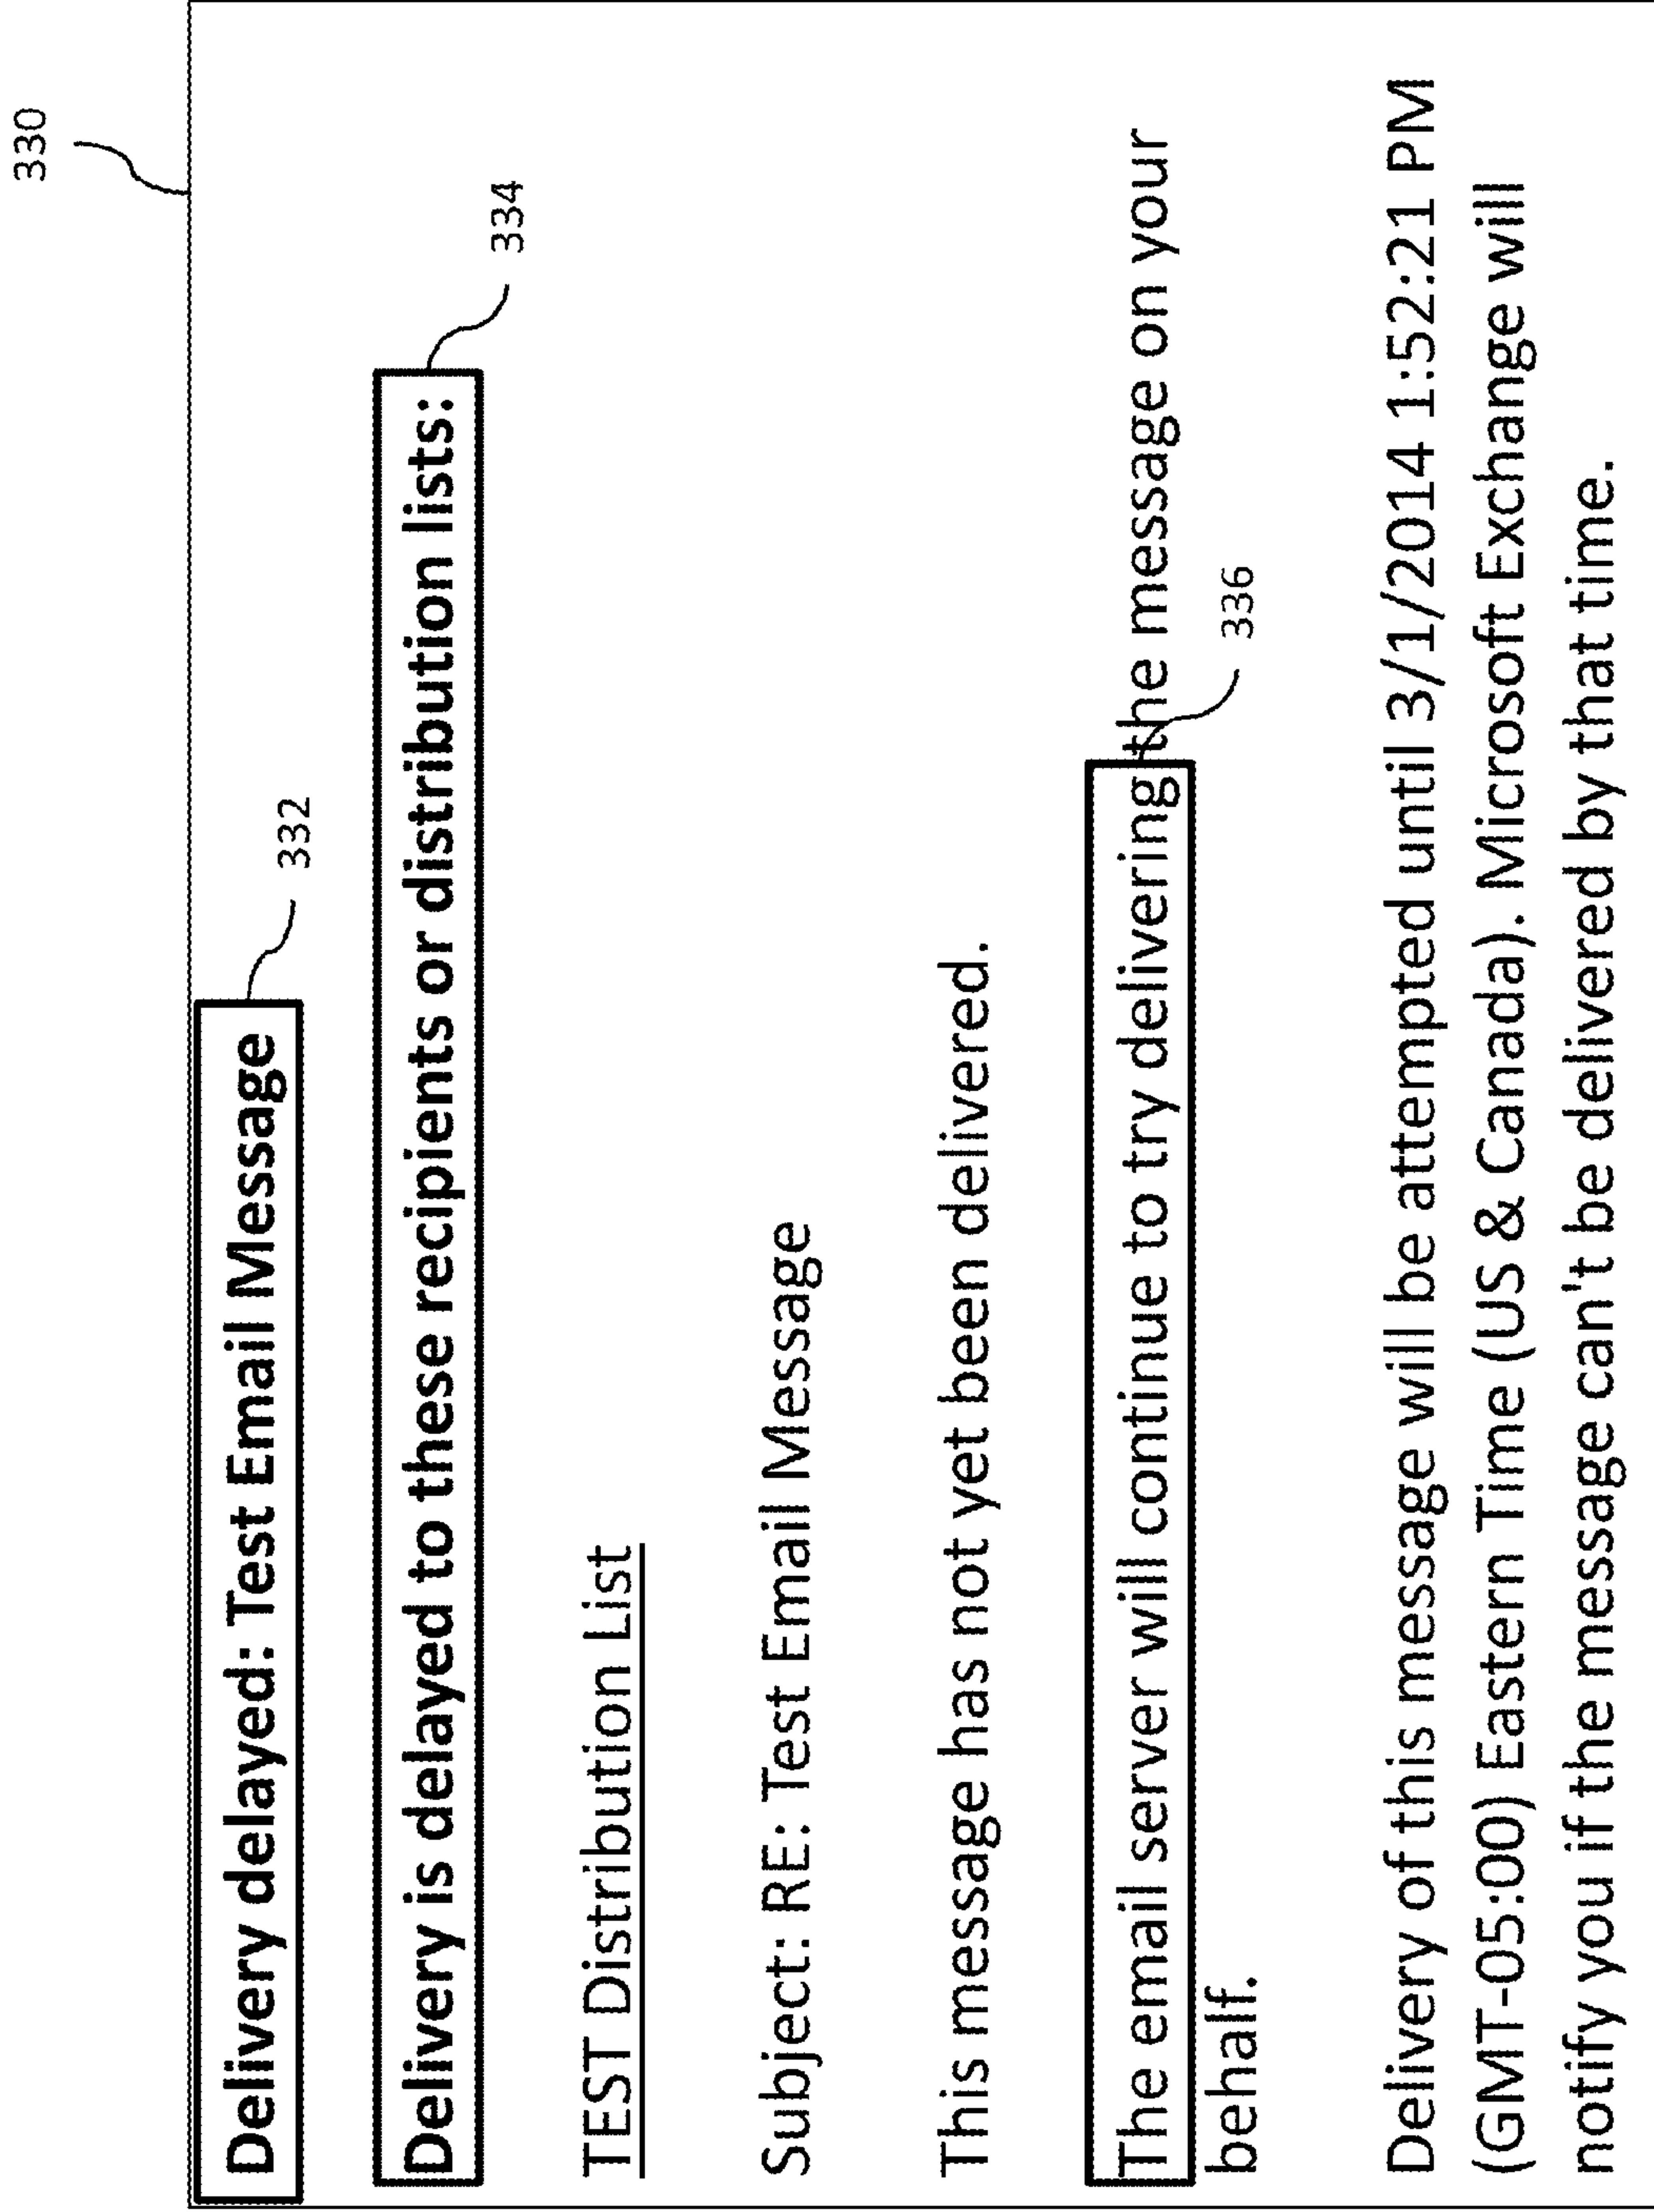 330
Delivery delayed: Test Email Message
332
Delivery is delayed to these recipients or distribution lists:
334
TEST Distribution List
Subject: RE: Test Email Message
This message has not yet been delivered.
The email server will continue to try delivering the message on your
336
behalf.
Delivery of this message will be attempted until 3/1/2014 1:52:21 PM
(GMT-05:00) Eastern Time (US & Canada). Microsoft Exchange will
notify you if the message can't be delivered by that time.